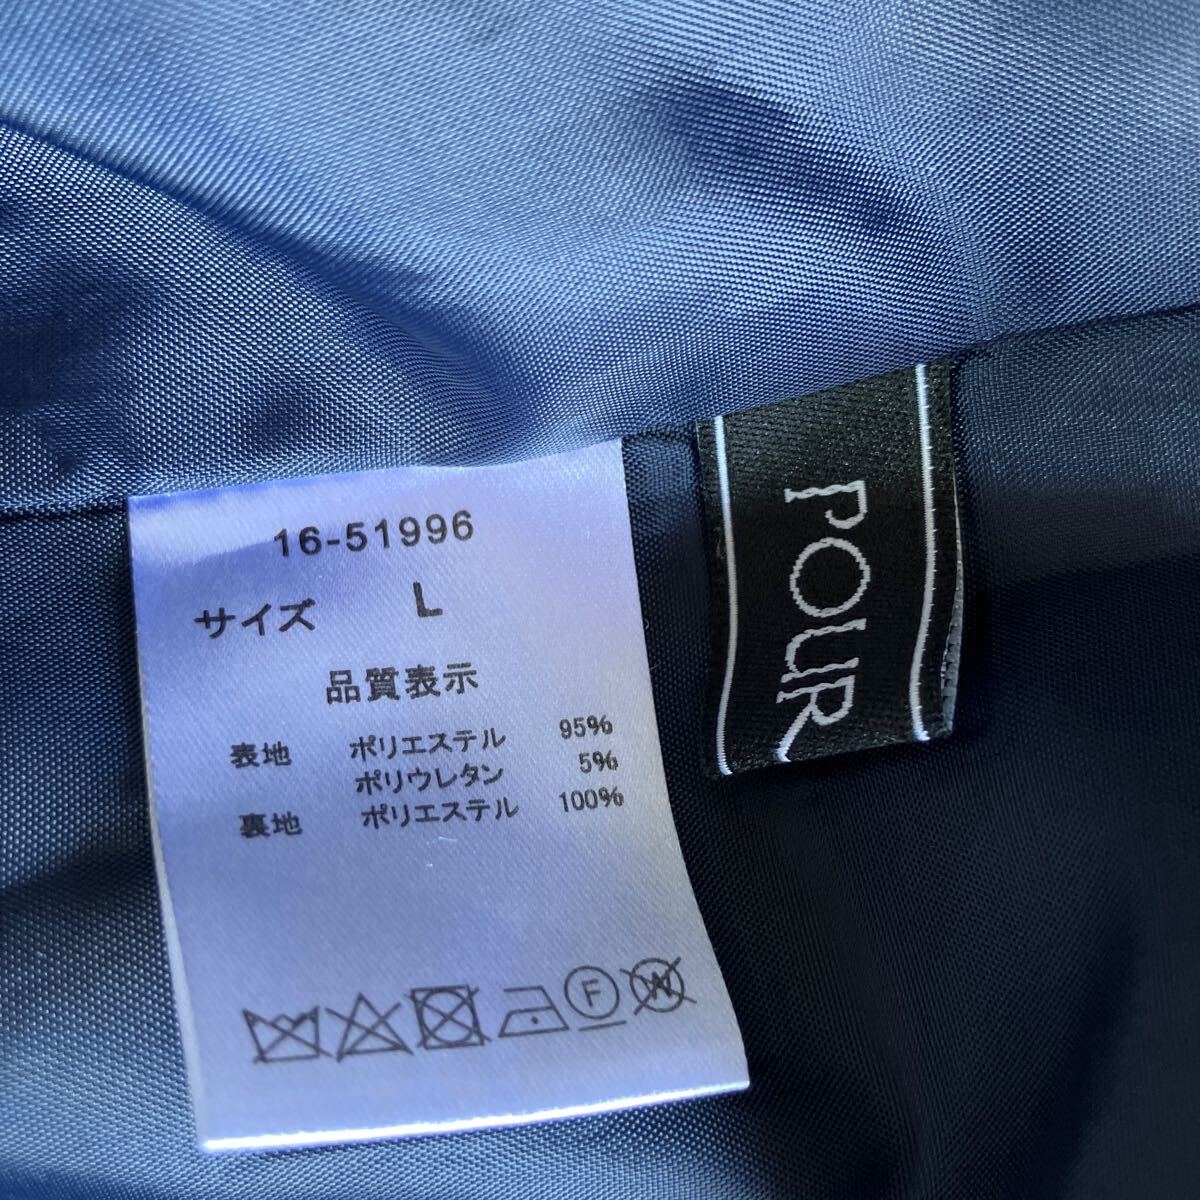 16-51996
サイズ L
品質表示
表地 ポリエステル 95%
ポリウレタン 5%
裏地 ポリエステル 100%
F
W
POUR